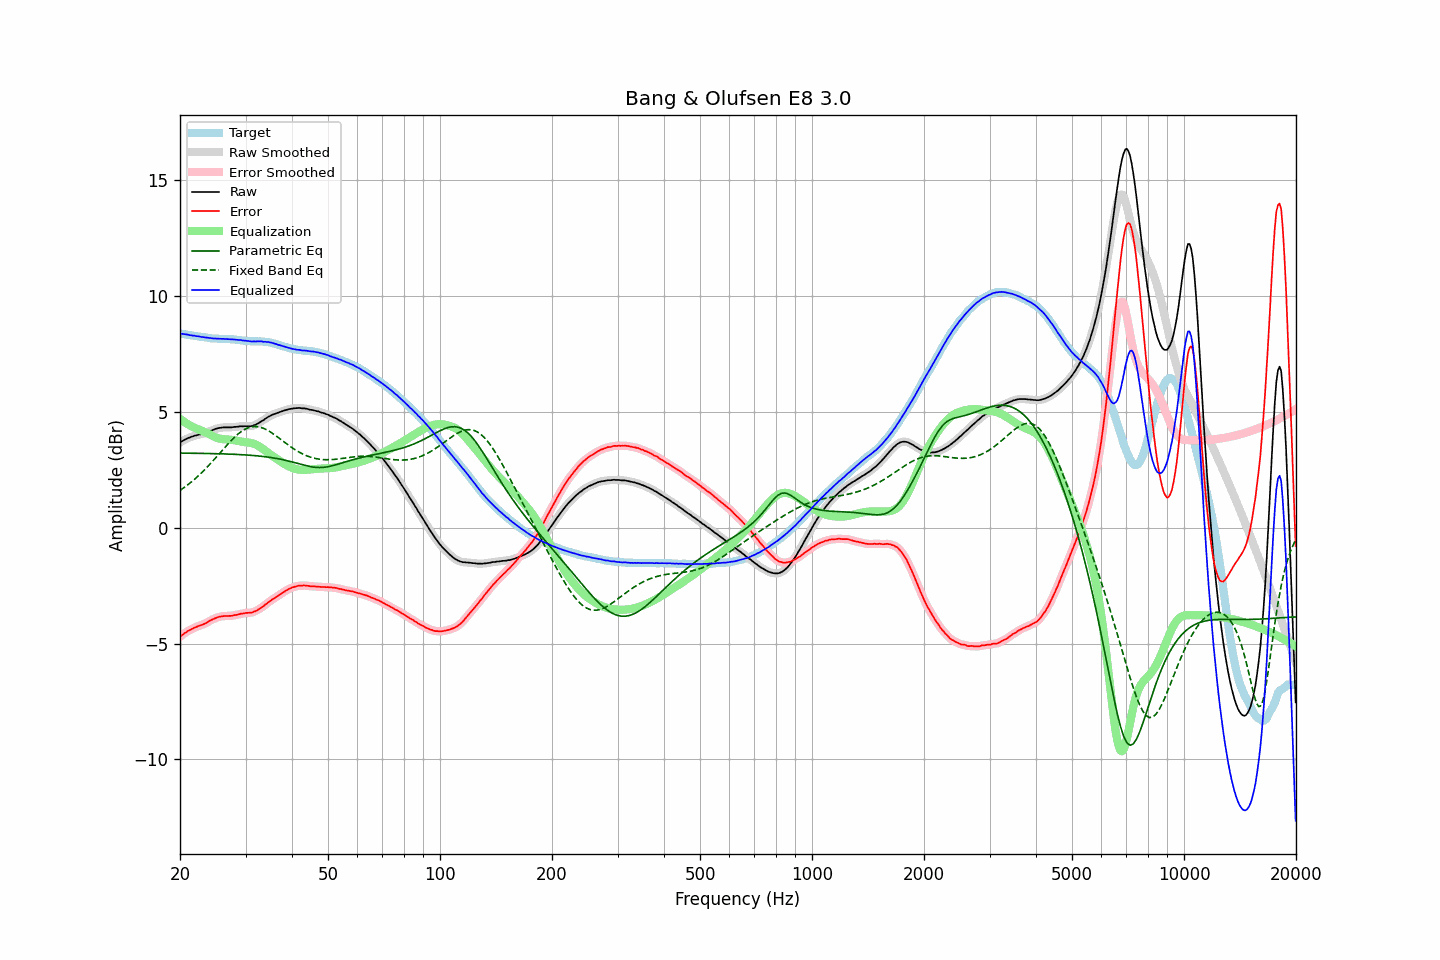 Bang & Olufsen E8 3.0
Target
Raw Smoothed
Error Smoothed
Raw
Error
Equalization
Parametric Eq
Fixed Band Eq
Equalized
15
10
5
0
−5
−10
Amplitude (dBr)
20
50
100
200
500
1000
2000
5000
10000
20000
Frequency (Hz)